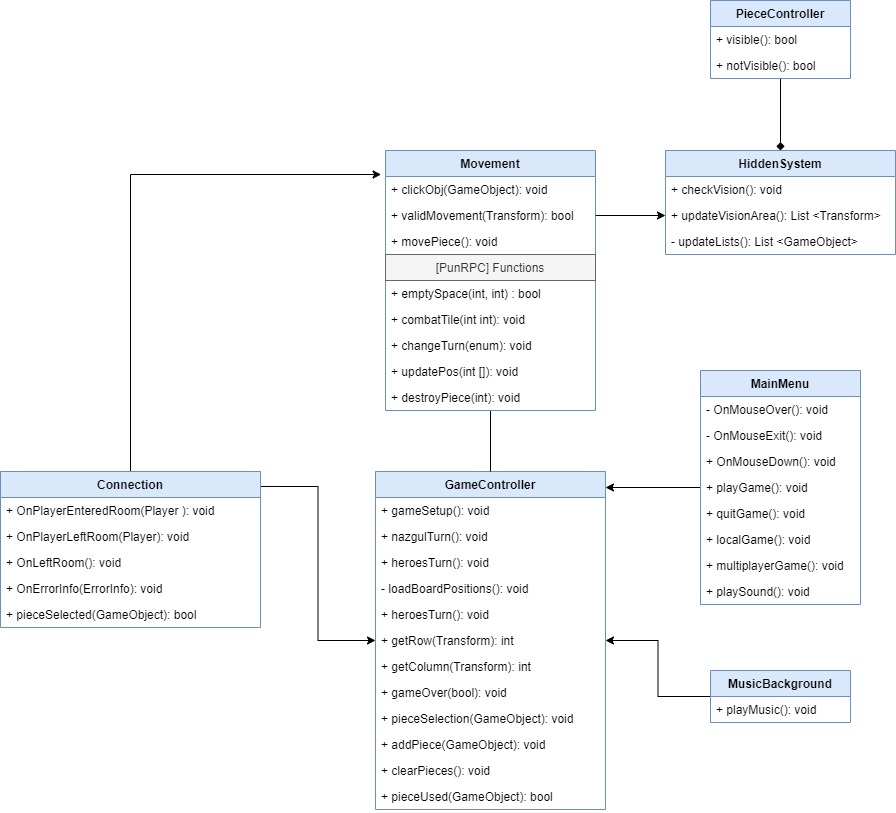 PieceController
+ visible(): bool
+ notVisible(): bool
Movement
+ clickObj(GameObject): void
+ validMovement(Transform): bool
+ movePiece(): void
[PunRPC] Functions
+ emptySpace(int, int) : bool
+ combatTile(int int): void
+ changeTurn(enum): void
+ updatePos(int []): void
+ destroyPiece(int): void
HiddenSystem
+ checkVision(): void
+ updateVisionArea(): List <Transform>
- updateLists(): List <GameObject>
MainMenu
- OnMouseOver(): void
- OnMouseExit(): void
+ OnMouseDown(): void
+ playGame(): void
+ quitGame(): void
+ localGame(): void
+ multiplayerGame(): void
+ playSound(): void
Connection
+ OnPlayerEnteredRoom(Player ): void
+ OnPlayerLeftRoom(Player): void
+ OnLeftRoom(): void
+ OnErrorInfo(ErrorInfo): void
+ pieceSelected(GameObject): bool
GameController
+ gameSetup(): void
+ nazgulTurn(): void
+ heroesTurn(): void
- loadBoardPositions(): void
+ heroesTurn(): void
+ getRow(Transform): int
+ getColumn(Transform): int
+ gameOver(bool): void
+ pieceSelection(GameObject): void
+ addPiece(GameObject): void
+ clearPieces(): void
+ pieceUsed(GameObject): bool
MusicBackground
+ playMusic(): void